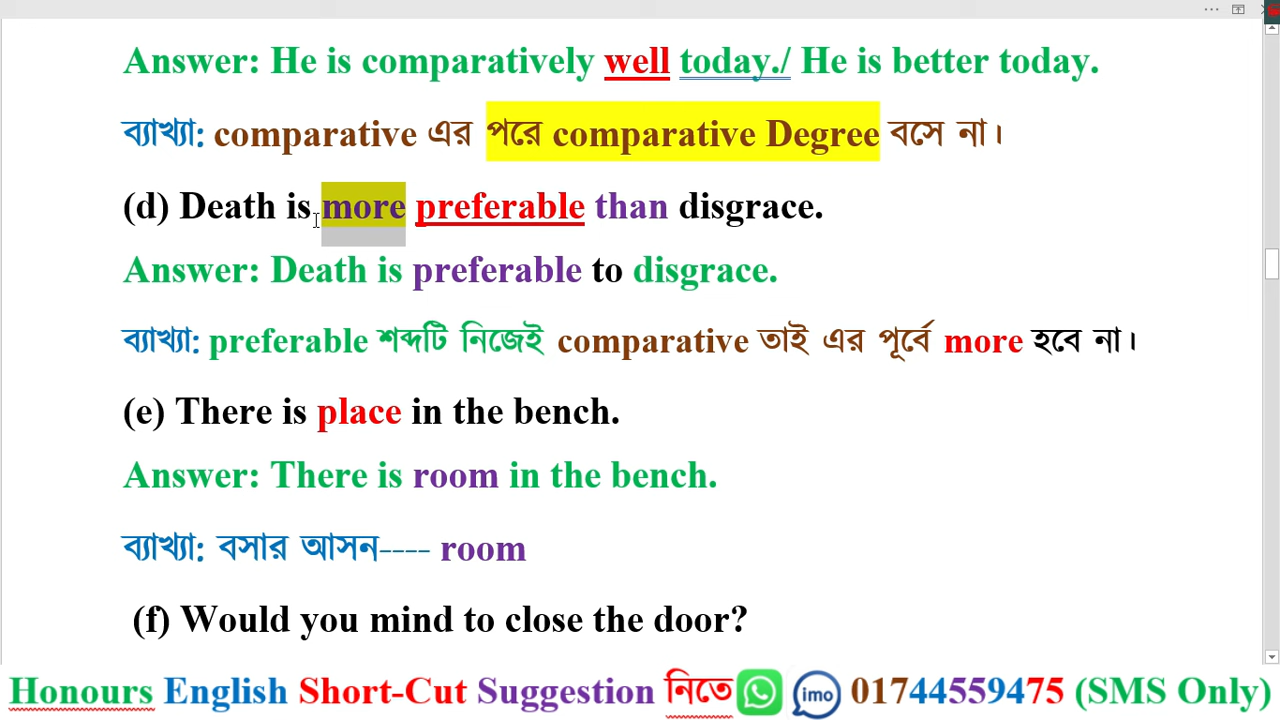 Answer: He is comparatively well today./ He is better today.
ব্যাখ্যা: comparative এর পরে comparative Degree বসে না।
(d) Death is more preferable than disgrace.
Answer: Death is preferable to disgrace.
ব্যাখ্যা: preferable শব্দটি নিজেই comparative তাই এর পূর্বে more হবে না।
(e) There is place in the bench.
Answer: There is room in the bench.
ব্যাখ্যা: বসার আসন---- room
(f) Would you mind to close the door?
Honours English Short-Cut Suggestion নিতে imo 01744559475 (SMS Only)